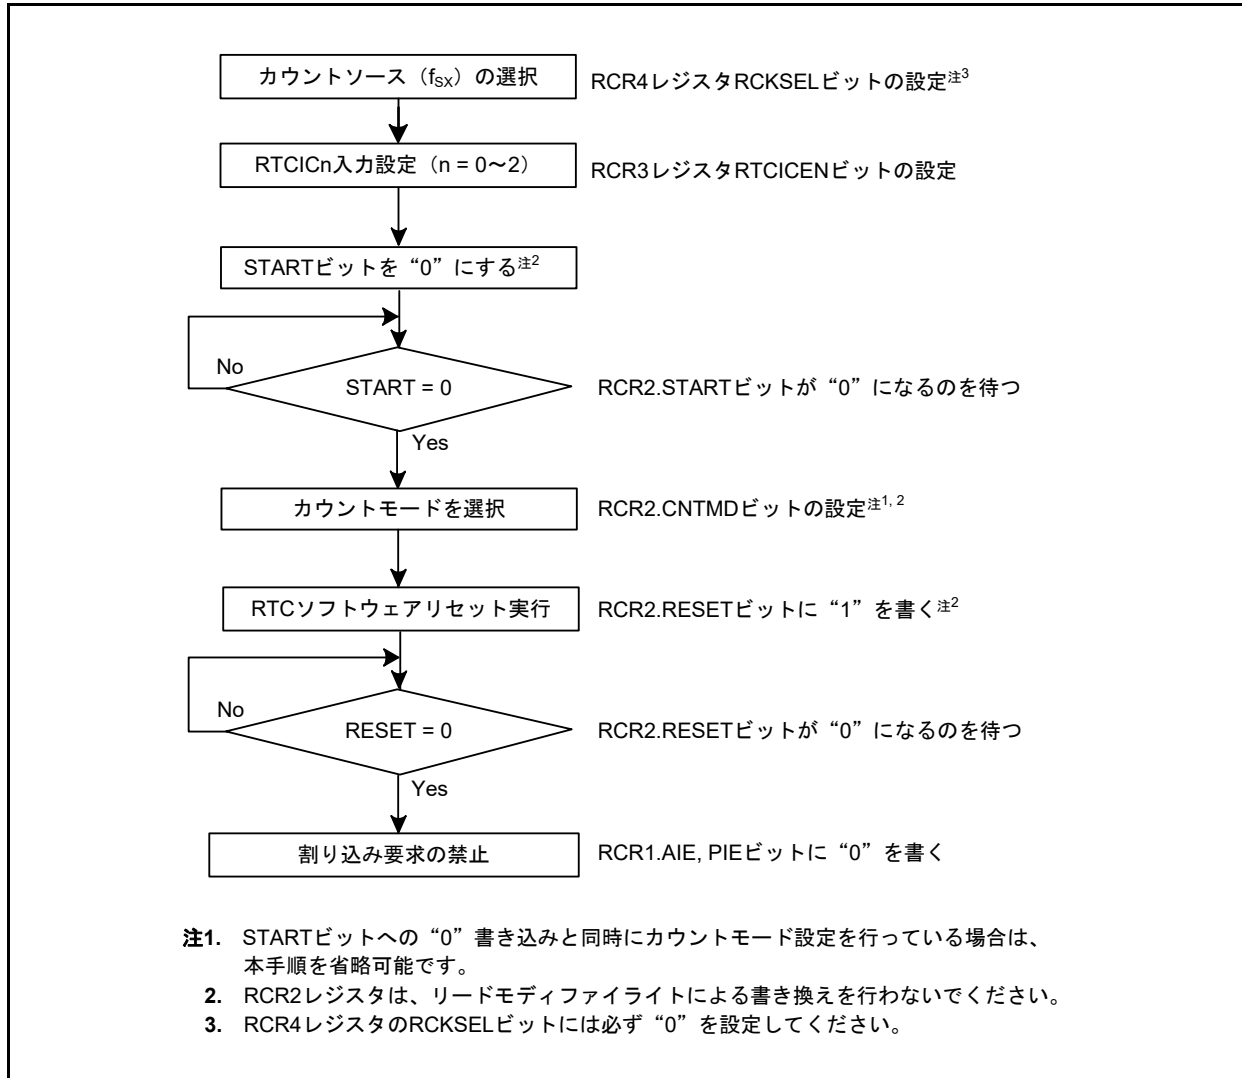 カウントソース（fSX）の選択 RCR4レジスタRCKSELビットの設定注3
RTCICn入力設定（n = 0～2） RCR3レジスタRTCICENビットの設定
STARTビットを“0”にする注2
No
START = 0 RCR2.STARTビットが“0”になるのを待つ
Yes
カウントモードを選択 RCR2.CNTMDビットの設定注1, 2
RTCソフトウェアリセット実行 RCR2.RESETビットに“1”を書く注2
No
RESET = 0 RCR2.RESETビットが“0”になるのを待つ
Yes
割り込み要求の禁止 RCR1.AIE, PIEビットに“0”を書く
注1. STARTビットへの“0”書き込みと同時にカウントモード設定を行っている場合は、
本手順を省略可能です。
2. RCR2レジスタは、リードモディファイライトによる書き換えを行わないでください。
3. RCR4レジスタのRCKSELビットには必ず“0”を設定してください。